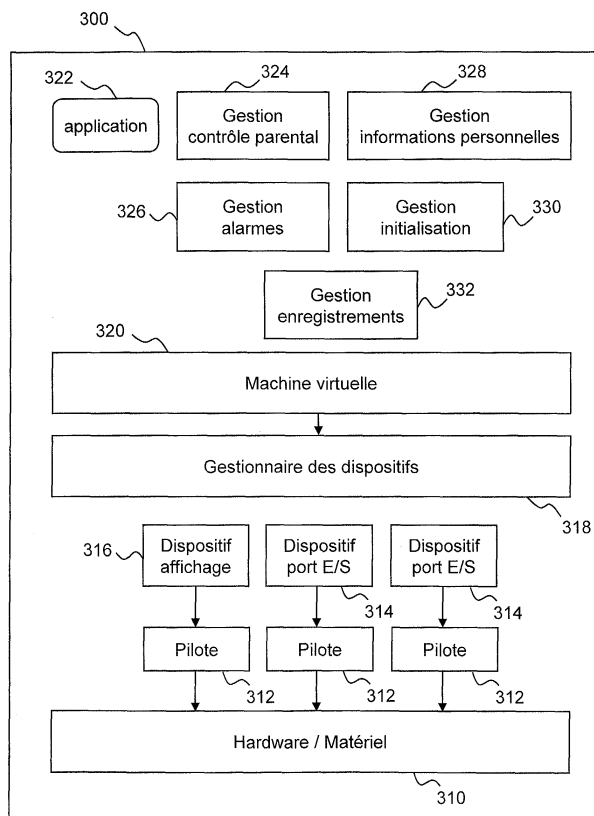 300
322
324
328
application
Gestion
contrôle parental
Gestion
informations personnelles
326
Gestion
alarmes
Gestion
initialisation
330
Gestion
enregistrements
332
320
Machine virtuelle
Gestionnaire des dispositifs
318
316
Dispositif
affichage
Dispositif
port E/S
Dispositif
port E/S
314
314
Pilote
Pilote
Pilote
312
312
312
Hardware / Matériel
310